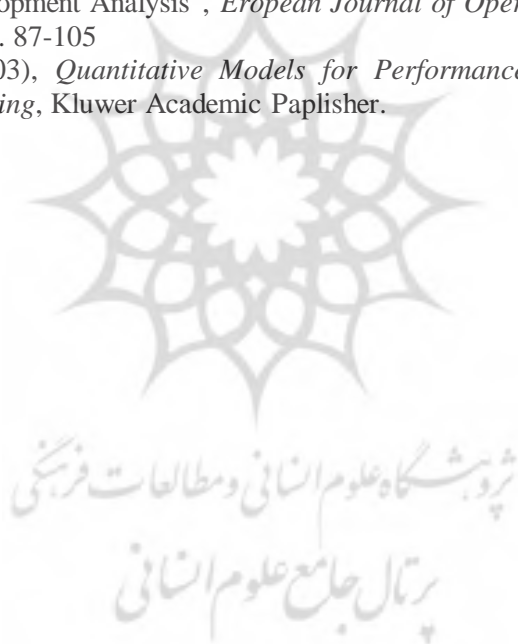 opment Analysis", Eropean Journal of Oper
. 87-105
03), Quantitative Models for Performance
ing, Kluwer Academic Paplisher.
پژوهشگاه علوم انسانی و مطالعات فرهنگی
پرتال جامع علوم انسانی